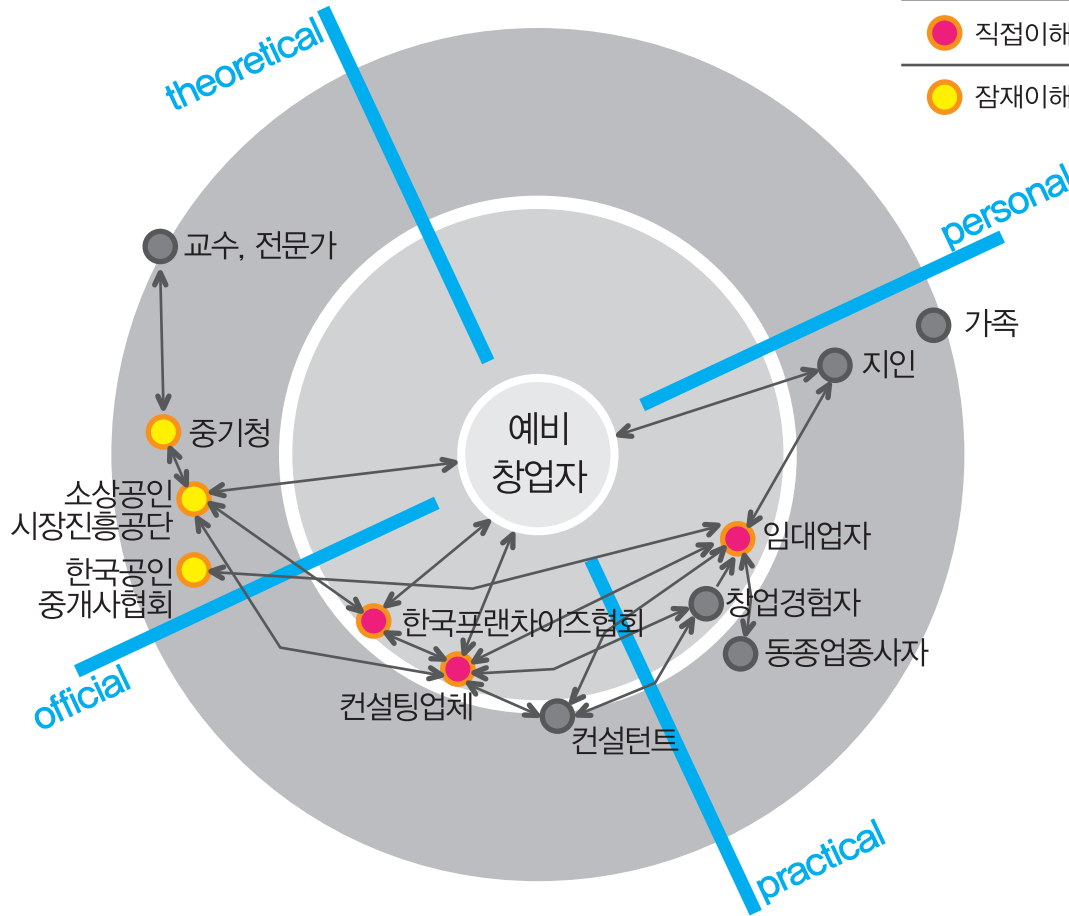 theoretical
직접이해
잠재이해
personal
교수, 전문가
가족
지인
중기청
예비
창업자
소상공인
시장진흥공단
한국공인
중개사협회
임대업자
창업경험자
한국프랜차이즈협회
동종업종사자
컨설팅업체
컨설턴트
official
practical